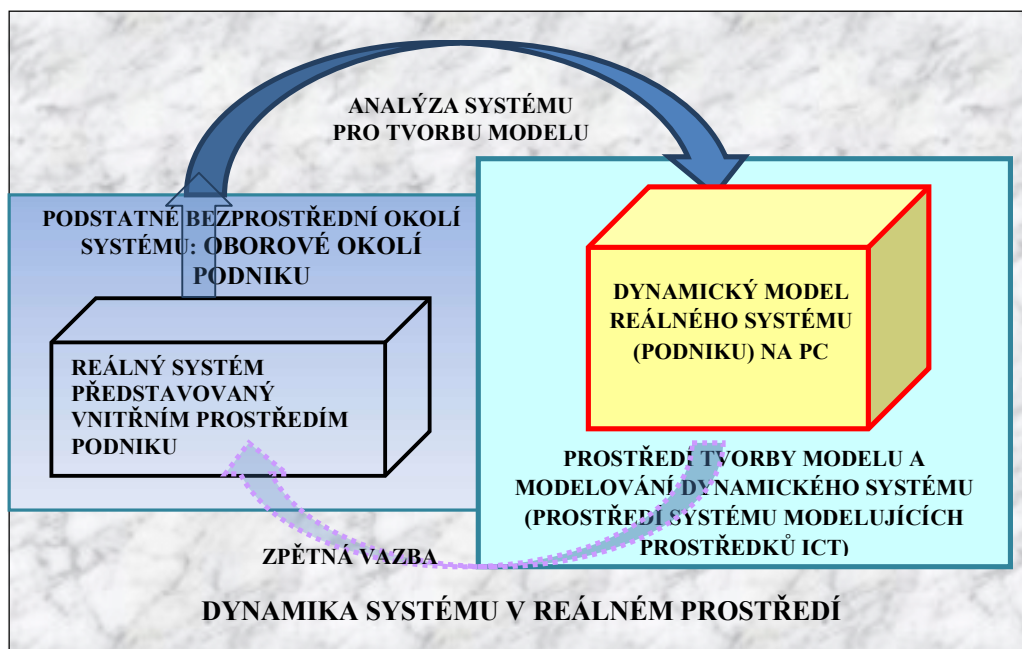 ANALÝZA SYSTÉMU
PRO TVORBU MODELU
PODSTATNÉ BEZPROSTŘEDNÍ OKOLÍ
SYSTÉMU: OBOROVÉ OKOLÍ
PODNIKU
REÁLNÝ SYSTÉM
PŘEDSTAVOVANÝ
VNITŘNÍM PROSTŘEDÍM
PODNIKU
DYNAMICKÝ MODEL
REÁLNÉHO SYSTÉMU
(PODNIKU) NA PC
PROSTŘEDÍ TVORBY MODELU A
MODELOVÁNÍ DYNAMICKÉHO SYSTÉMU
(PROSTŘEDÍ SYSTÉMU MODELUJÍCÍCH
PROSTŘEDKŮ ICT)
ZPĚTNÁ VAZBA
DYNAMIKA SYSTÉMU V REÁLNÉM PROSTŘEDÍ